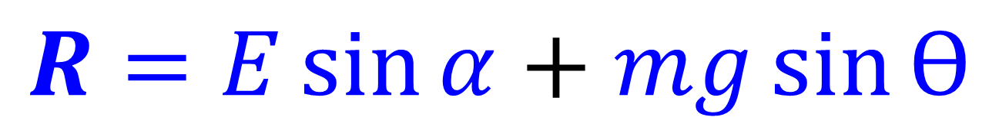 R = E sin α + mg sin Θ